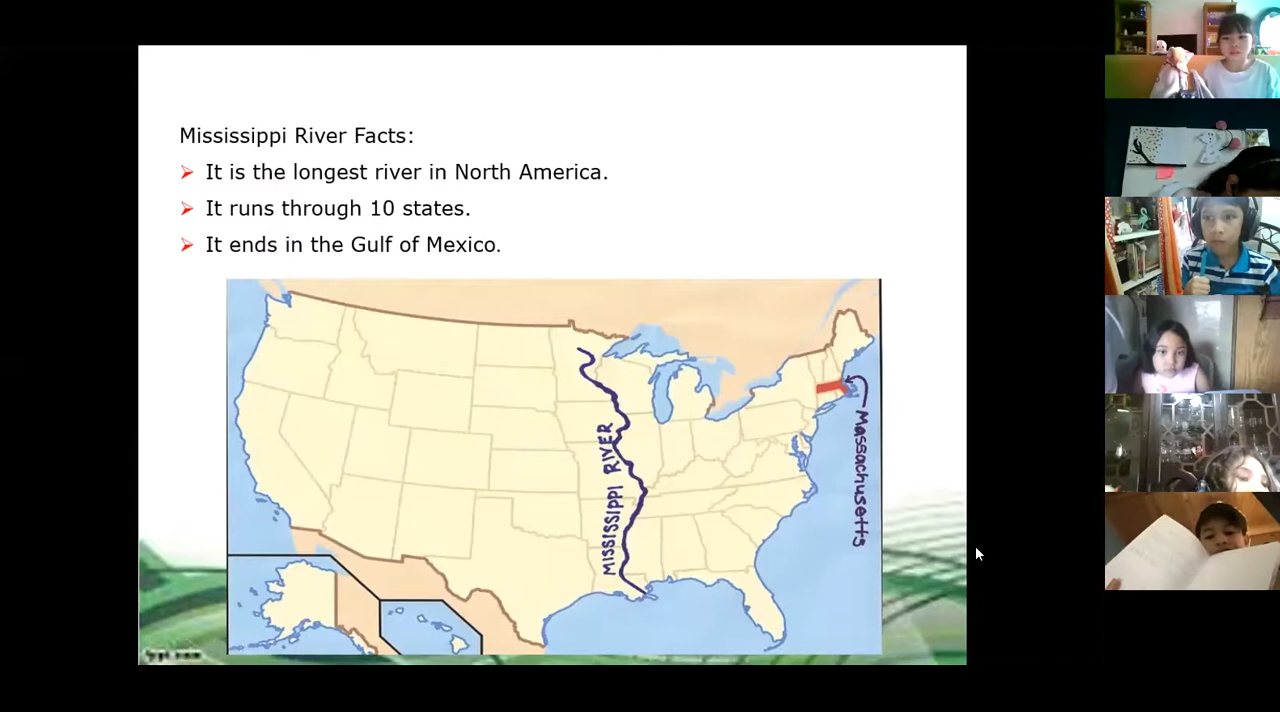 Mississippi River Facts:
It is the longest river in North America.
It runs through 10 states.
It ends in the Gulf of Mexico.
MISSISSIPPI RIVER
Massachusetts